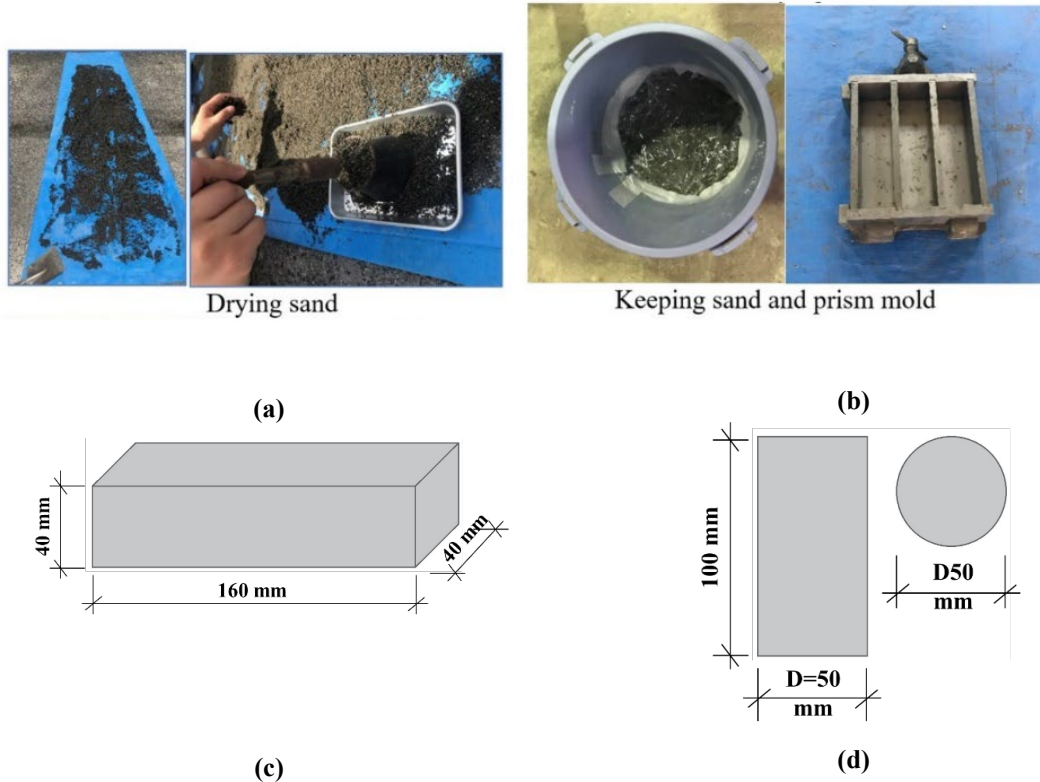 Drying sand
Keeping sand and prism mold
(a)
(b)
40 mm
160 mm
40 mm
100 mm
D=50
mm
D50
mm
(c)
(d)